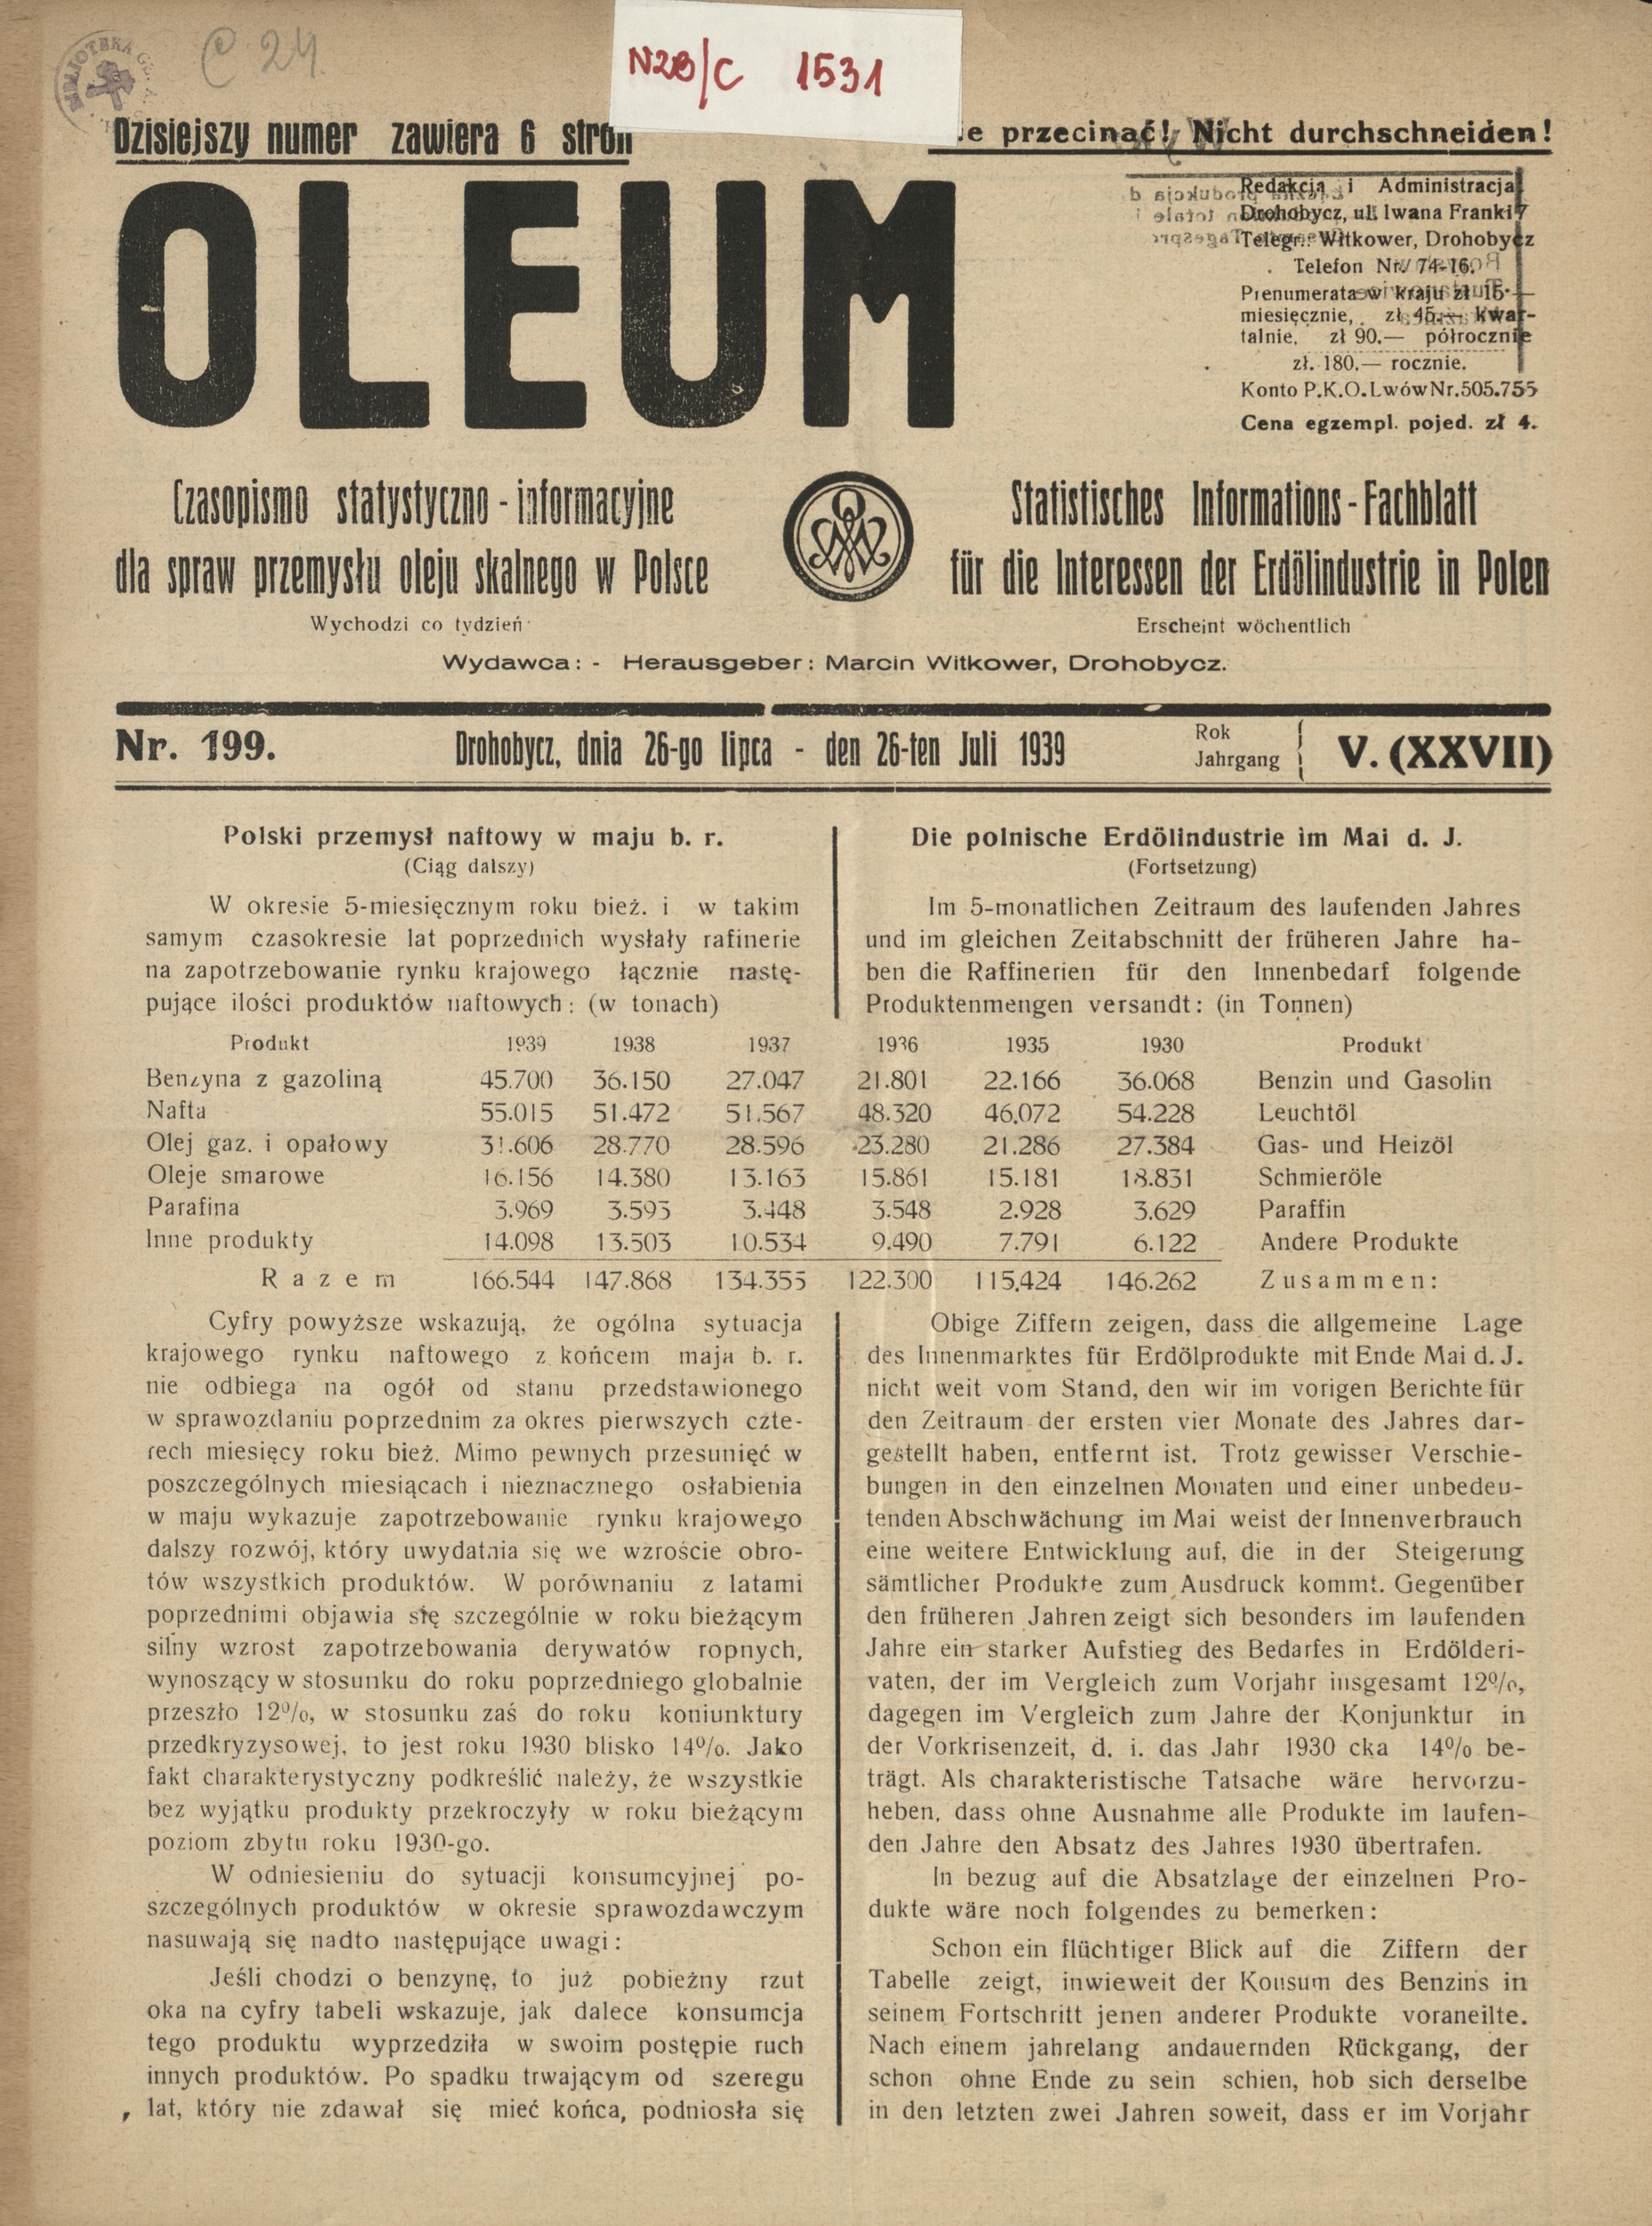 C 24.
N2B/C 1531
BIBLIOTEKA
Dzisiejszy numer zawiera 6 stron
przecinać! Nicht durchschneiden!
OLEUM
Redakcja i Administracja
Drohobycz, ul. Iwana Franki 7
Telegr.: Witkower, Drohobycz
Telefon Nr. 74-16.
Prenumerata w kraju zł 15·—
miesięcznie, zł 45.— kwar-
talnie, zł 90.— półrocznie
zł. 180.— rocznie.
Konto P.K.O. Lwów Nr. 505.755
Cena egzempl. pojed. zł 4.
Czasopismo statystyczno-informacyjne
dla spraw przemysłu oleju skalnego w Polsce
Wychodzi co tydzień
Statistisches Informations-Fachblatt
für die Interessen der Erdölindustrie in Polen
Erscheint wöchentlich
Wydawca: - Herausgeber: Marcin Witkower, Drohobycz.
Nr. 199. Drohobycz, dnia 26-go lipca - den 26-ten Juli 1939 Rok Jahrgang V. (XXVII)
Polski przemysł naftowy w maju b. r.
(Ciąg dalszy)
W okresie 5-miesięcznym roku bież. i w takim
samym czasokresie lat poprzednich wysłały rafinerie
na zapotrzebowanie rynku krajowego łącznie nastę-
pujące ilości produktów naftowych: (w tonach)
Die polnische Erdölindustrie im Mai d. J.
(Fortsetzung)
Im 5-monatlichen Zeitraum des laufenden Jahres
und im gleichen Zeitabschnitt der früheren Jahre ha-
ben die Raffinerien für den Innenbedarf folgende
Produktenmengen versandt: (in Tonnen)
Produkt 1939 1938 1937 1936 1935 1930 Produkt
Benzyna z gazoliną 45.700 36.150 27.047 21.801 22.166 36.068 Benzin und Gasolin
Nafta 55.015 51.472 51.567 48.320 46.072 54.228 Leuchtöl
Olej gaz. i opałowy 31.606 28.770 28.596 23.280 21.286 27.384 Gas- und Heizöl
Oleje smarowe 16.156 14.380 13.163 15.861 15.181 18.831 Schmieröle
Parafina 3.969 3.593 3.448 3.548 2.928 3.629 Paraffin
Inne produkty 14.098 13.503 10.534 9.490 7.791 6.122 Andere Produkte
Razem 166.544 147.868 134.355 122.300 115.424 146.262 Zusammen:
Cyfry powyższe wskazują, że ogólna sytuacja
krajowego rynku naftowego z końcem maja b. r.
nie odbiega na ogół od stanu przedstawionego
w sprawozdaniu poprzednim za okres pierwszych czte-
rech miesięcy roku bież. Mimo pewnych przesunięć w
poszczególnych miesiącach i nieznacznego osłabienia
w maju wykazuje zapotrzebowanie rynku krajowego
dalszy rozwój, który uwydatnia się we wzroście obro-
tów wszystkich produktów. W porównaniu z latami
poprzednimi objawia się szczególnie w roku bieżącym
silny wzrost zapotrzebowania derywatów ropnych,
wynoszący w stosunku do roku poprzedniego globalnie
przeszło 12%, w stosunku zaś do roku koniunktury
przedkryzysowej, to jest roku 1930 blisko 14%. Jako
fakt charakterystyczny podkreślić należy, że wszystkie
bez wyjątku produkty przekroczyły w roku bieżącym
poziom zbytu roku 1930-go.
W odniesieniu do sytuacji konsumcyjnej po-
szczególnych produktów w okresie sprawozdawczym
nasuwają się nadto następujące uwagi:
Jeśli chodzi o benzynę, to już pobieżny rzut
oka na cyfry tabeli wskazuje, jak dalece konsumcja
tego produktu wyprzedziła w swoim postępie ruch
innych produktów. Po spadku trwającym od szeregu
lat, który nie zdawał się mieć końca, podniosła się
Obige Ziffern zeigen, dass die allgemeine Lage
des Innenmarktes für Erdölprodukte mit Ende Mai d. J.
nicht weit vom Stand, den wir im vorigen Berichte für
den Zeitraum der ersten vier Monate des Jahres dar-
gestellt haben, entfernt ist. Trotz gewisser Verschie-
bungen in den einzelnen Monaten und einer unbedeu-
tenden Abschwächung im Mai weist der Innenverbrauch
eine weitere Entwicklung auf, die in der Steigerung
sämtlicher Produkte zum Ausdruck kommt. Gegenüber
den früheren Jahren zeigt sich besonders im laufenden
Jahre ein starker Aufstieg des Bedarfes in Erdölderi-
vaten, der im Vergleich zum Vorjahr insgesamt 12%,
dagegen im Vergleich zum Jahre der Konjunktur in
der Vorkrisenzeit, d. i. das Jahr 1930 cka 14% be-
trägt. Als charakteristische Tatsache wäre hervorzu-
heben, dass ohne Ausnahme alle Produkte im laufen-
den Jahre den Absatz des Jahres 1930 übertrafen.
In bezug auf die Absatzlage der einzelnen Pro-
dukte wäre noch folgendes zu bemerken:
Schon ein flüchtiger Blick auf die Ziffern der
Tabelle zeigt, inwieweit der Konsum des Benzins in
seinem Fortschritt jenen anderer Produkte voraneilte.
Nach einem jahrelang andauernden Rückgang, der
schon ohne Ende zu sein schien, hob sich derselbe
in den letzten zwei Jahren soweit, dass er im Vorjahr